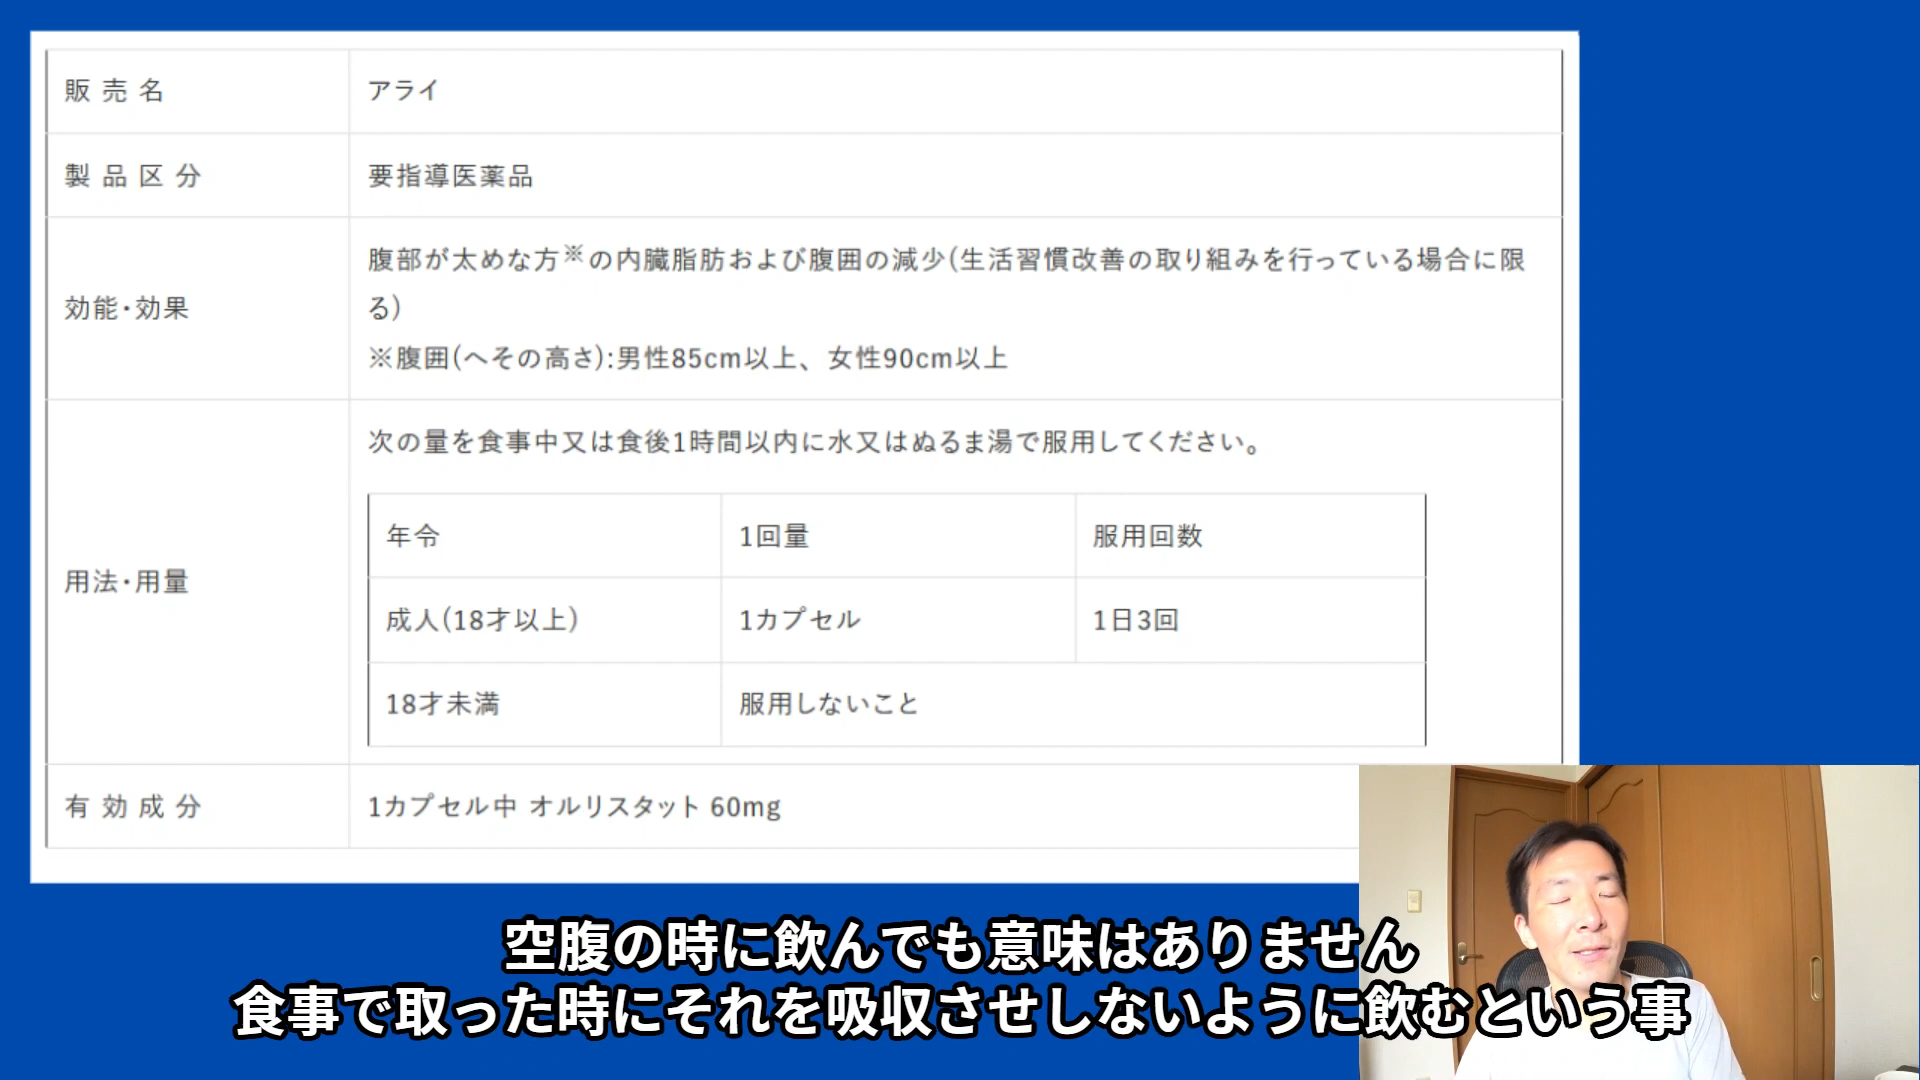 販売名 アライ
製品区分 要指導医薬品
効能・効果
腹部が太めな方※の内臓脂肪および腹囲の減少(生活習慣改善の取り組みを行っている場合に限
る)
※腹囲(へその高さ):男性85cm以上、女性90cm以上
用法・用量
次の量を食事中又は食後1時間以内に水又はぬるま湯で服用してください。
年令 1回量 服用回数
成人(18才以上) 1カプセル 1日3回
18才未満 服用しないこと
有効成分 1カプセル中 オルリスタット 60mg
空腹の時に飲んでも意味はありません
食事で取った時にそれを吸収させしないように飲むという事